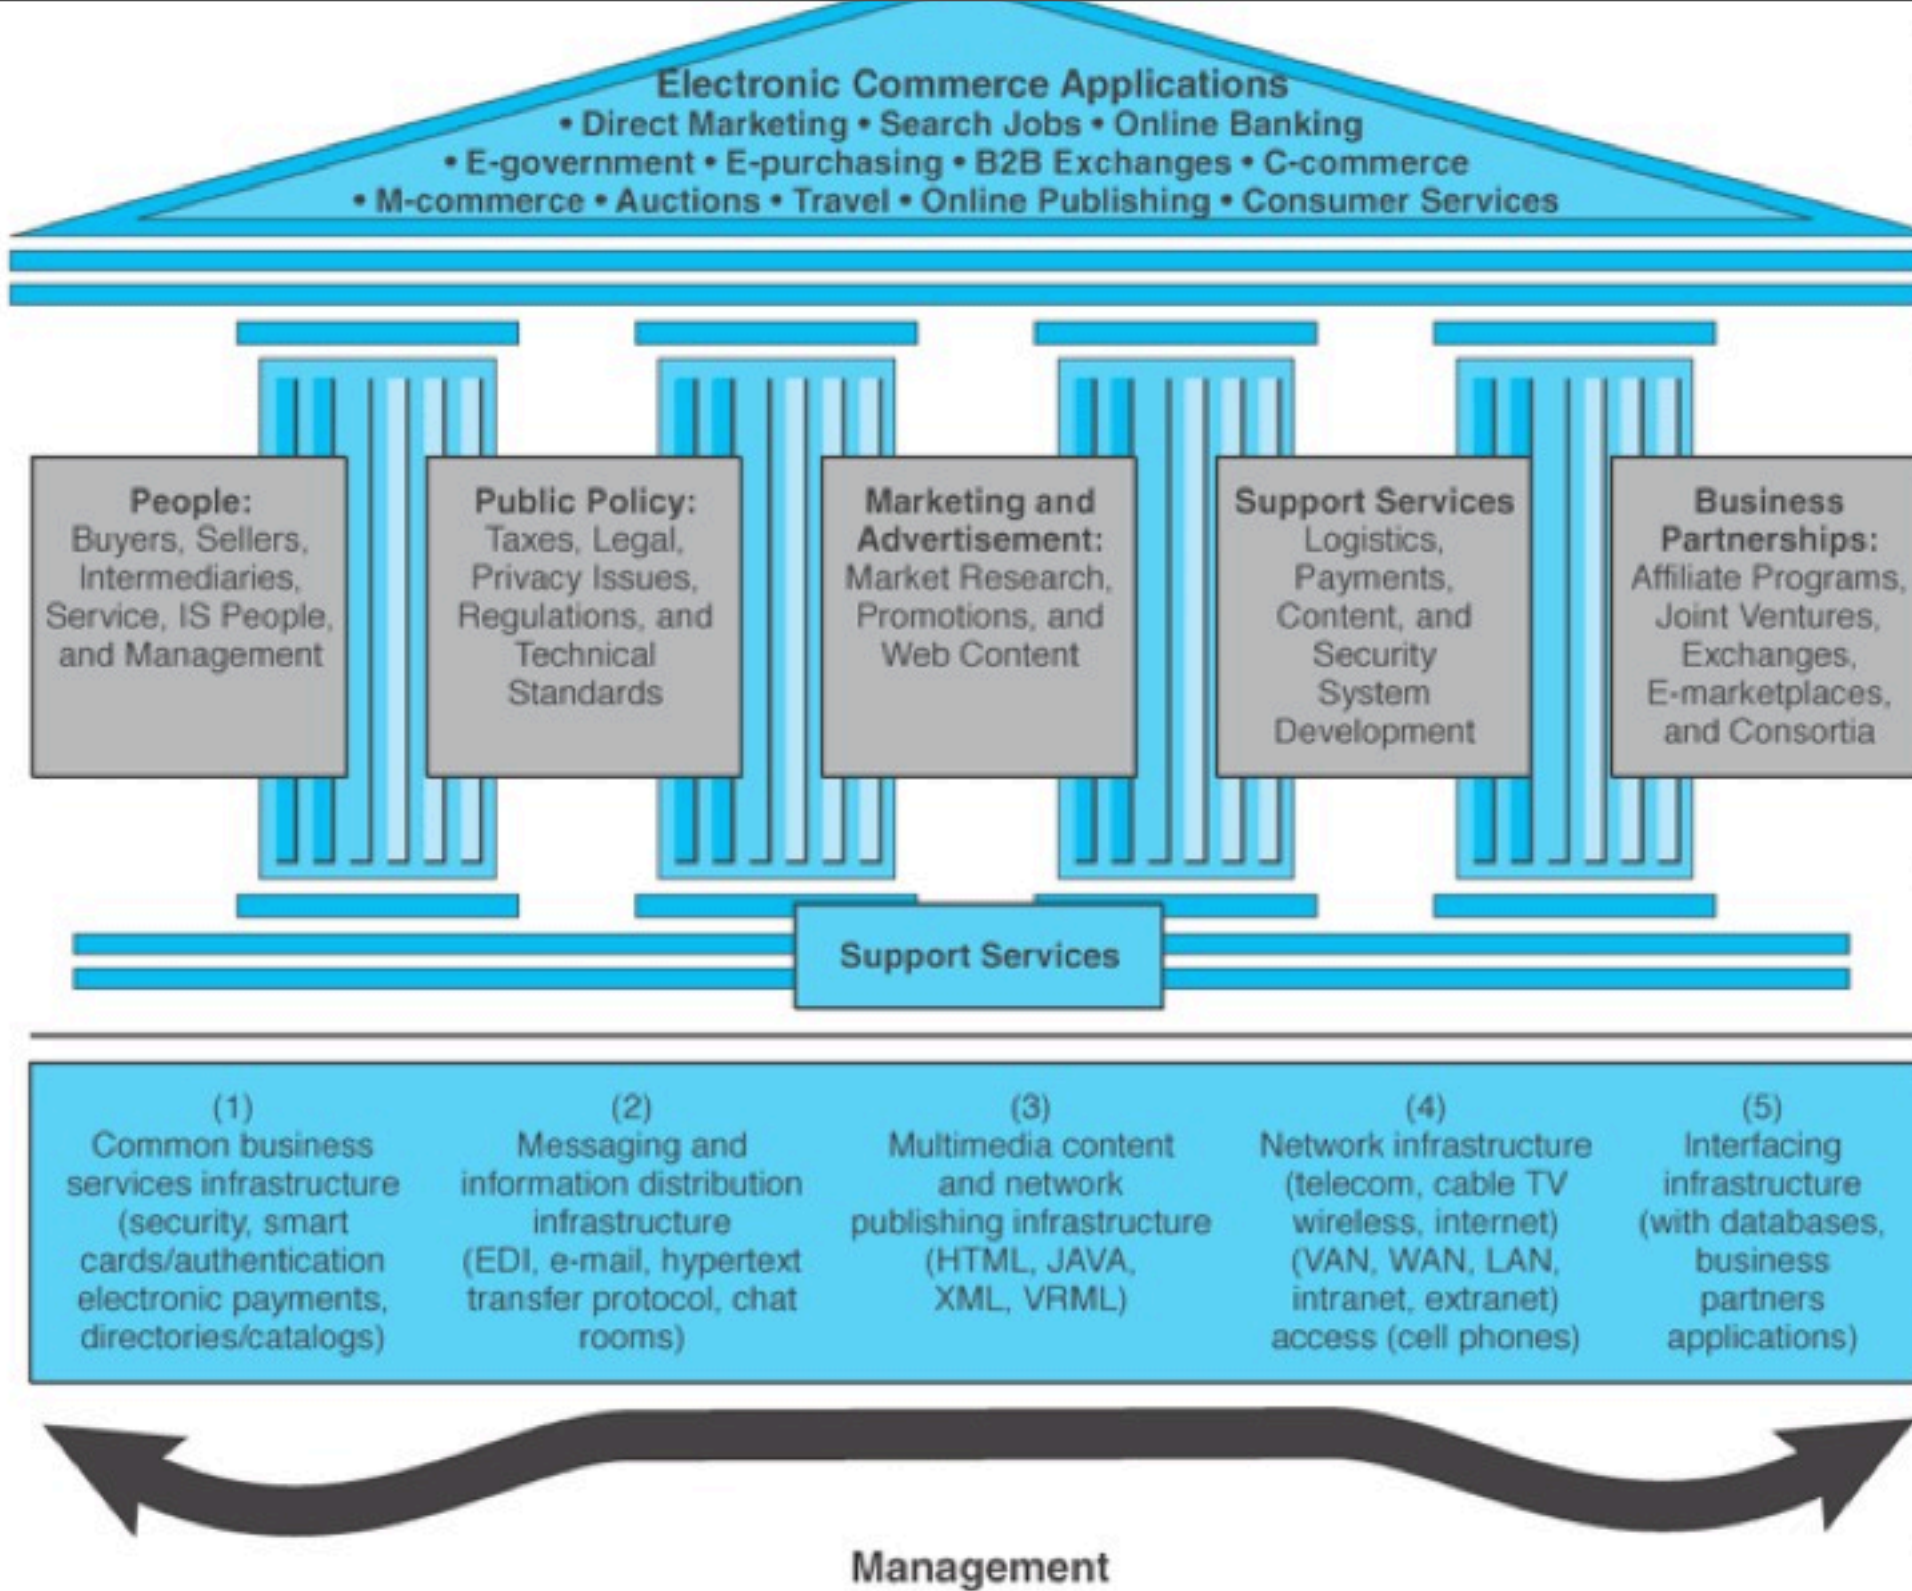 Electronic Commerce Applications
• Direct Marketing • Search Jobs • Online Banking
• E-government • E-purchasing • B2B Exchanges • C-commerce
• M-commerce • Auctions • Travel • Online Publishing • Consumer Services
People:
Buyers, Sellers,
Intermediaries,
Service, IS People,
and Management
Public Policy:
Taxes, Legal,
Privacy Issues,
Regulations, and
Technical
Standards
Marketing and
Advertisement:
Market Research,
Promotions, and
Web Content
Support Services
Logistics,
Payments,
Content, and
Security
System
Development
Business
Partnerships:
Affiliate Programs,
Joint Ventures,
Exchanges,
E-marketplaces,
and Consortia
Support Services
(1)
Common business
services infrastructure
(security, smart
cards/authentication
electronic payments,
directories/catalogs)
(2)
Messaging and
information distribution
infrastructure
(EDI, e-mail, hypertext
transfer protocol, chat
rooms)
(3)
Multimedia content
and network
publishing infrastructure
(HTML, JAVA,
XML, VRML)
(4)
Network infrastructure
(telecom, cable TV
wireless, internet)
(VAN, WAN, LAN,
intranet, extranet)
access (cell phones)
(5)
Interfacing
infrastructure
(with databases,
business
partners
applications)
Management